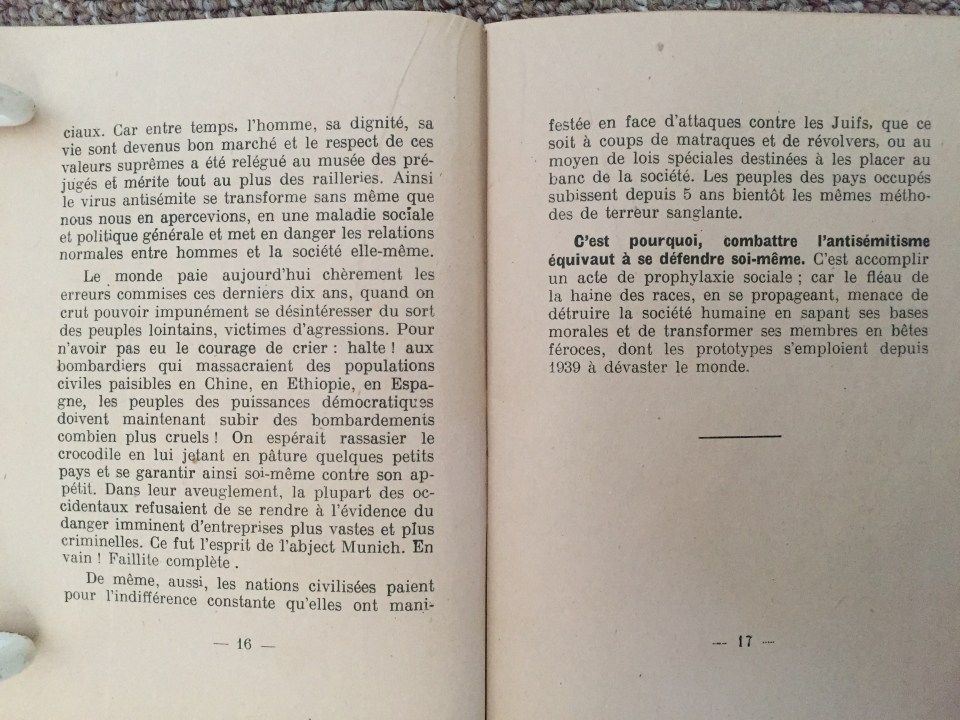 ciaux. Car entre temps, l'homme, sa dignité, sa
vie sont devenus bon marché et le respect de ces
valeurs suprêmes a été relégué au musée des pré-
jugés et mérite tout au plus des railleries. Ainsi
le virus antisémite se transforme sans même que
nous nous en apercevions, en une maladie sociale
et politique générale et met en danger les relations
normales entre hommes et la société elle-même.
Le monde paie aujourd'hui chèrement les
erreurs commises ces derniers dix ans, quand on
crut pouvoir impunément se désintéresser du sort
des peuples lointains, victimes d'agressions. Pour
n'avoir pas eu le courage de crier : halte ! aux
bombardiers qui massacraient des populations
civiles paisibles en Chine, en Ethiopie, en Espa-
gne, les peuples des puissances démocratiques
doivent maintenant subir des bombardements
combien plus cruels ! On espérait rassasier le
crocodile en lui jetant en pâture quelques petits
pays et se garantir ainsi soi-même contre son ap-
pétit. Dans leur aveuglement, la plupart des oc-
cidentaux refusaient de se rendre à l'évidence du
danger imminent d'entreprises plus vastes et plus
criminelles. Ce fut l'esprit de l'abject Munich. En
vain ! Faillite complète .
De même, aussi, les nations civilisées paient
pour l'indifférence constante qu'elles ont mani-
— 16 —
festée en face d'attaques contre les Juifs, que ce
soit à coups de matraques et de révolvers, ou au
moyen de lois spéciales destinées à les placer au
banc de la société. Les peuples des pays occupés
subissent depuis 5 ans bientôt les mêmes métho-
des de terreur sanglante.
C'est pourquoi, combattre l'antisémitisme
équivaut à se défendre soi-même. C'est accomplir
un acte de prophylaxie sociale ; car le fléau de
la haine des races, en se propageant, menace de
détruire la société humaine en sapant ses bases
morales et de transformer ses membres en bêtes
féroces, dont les prototypes s'emploient depuis
1939 à dévaster le monde.
— 17 —